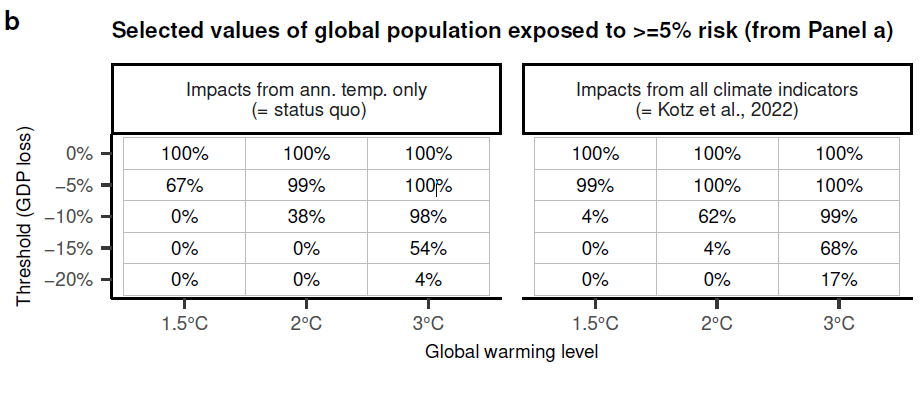 b
Selected values of global population exposed to >=5% risk (from Panel a)
Impacts from ann. temp. only
(= status quo)
Impacts from all climate indicators
(= Kotz et al., 2022)
Threshold (GDP loss)
0% 100% 100% 100% 100% 100% 100%
−5% 67% 99% 100% 99% 100% 100%
−10% 0% 38% 98% 4% 62% 99%
−15% 0% 0% 54% 0% 4% 68%
−20% 0% 0% 4% 0% 0% 17%
1.5°C 2°C 3°C 1.5°C 2°C 3°C
Global warming level